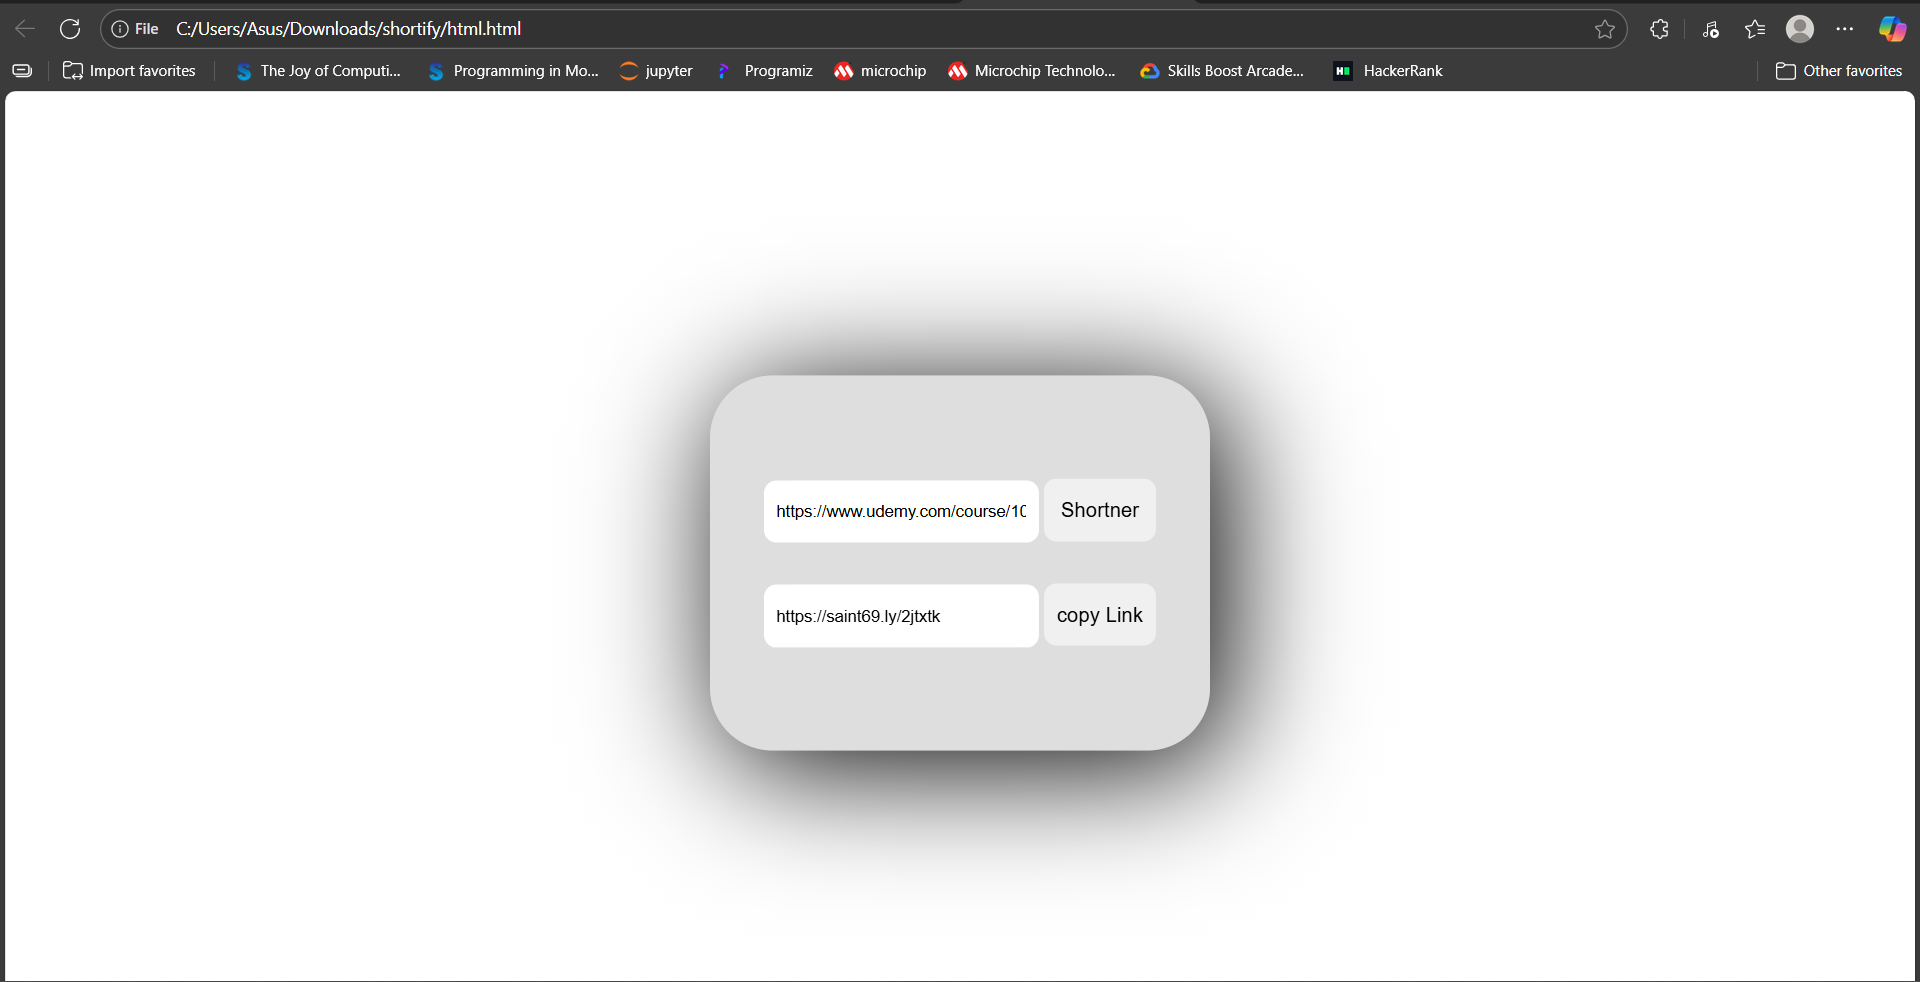 File C:/Users/Asus/Downloads/shortify/html.html
Import favorites The Joy of Computi... Programming in Mo... jupyter Programiz microchip Microchip Technolo... Skills Boost Arcade... HackerRank Other favorites
https://www.udemy.com/course/10 Shortner
https://saint69.ly/2jtxtk copy Link